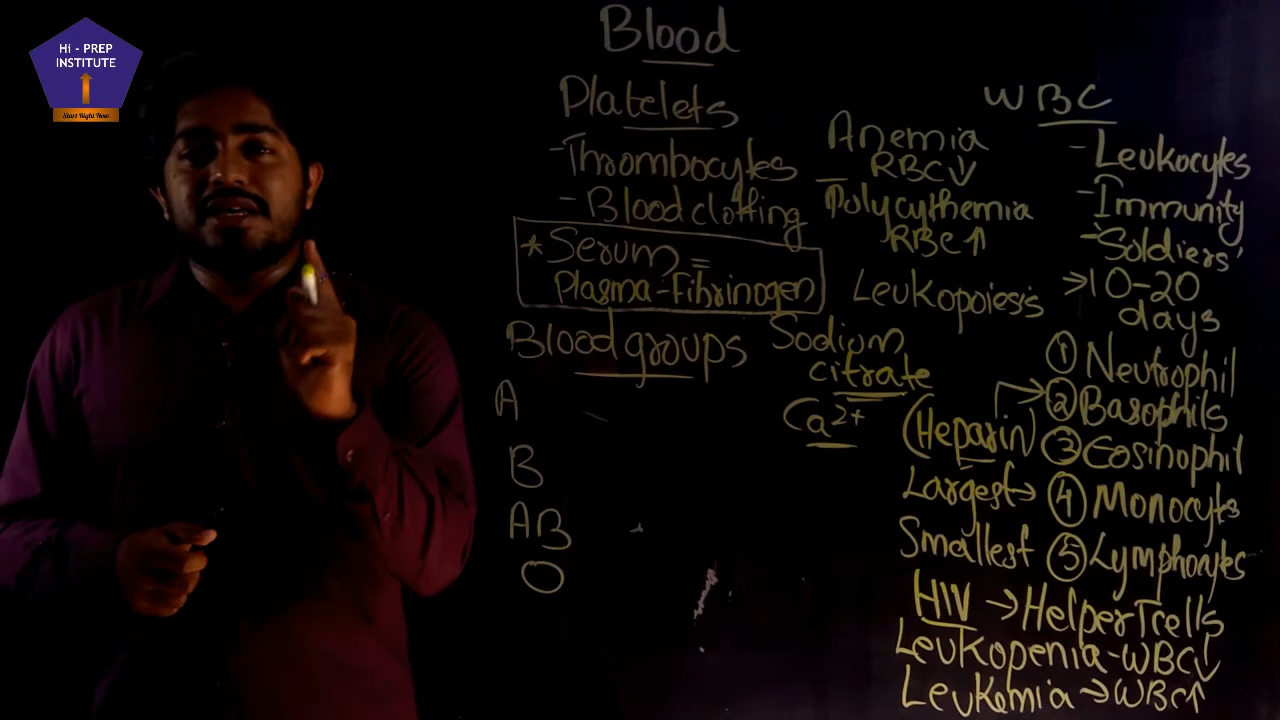 Hi - PREP
INSTITUTE
Start Right Now
Blood
Platelets
- Thrombocytes
- Blood clotting
* Serum =
Plasma - Fibrinogen
Blood groups
A
B
AB
O
Anemia
RBC↓
Polycythemia
RBC↑
Leukopoiesis
Sodium
citrate
Ca²⁺
WBC
- Leukocytes
- Immunity
- Soldiers'
⇒ 10-20
days
① Neutrophil
(Heparin) → ② Basophils
③ Eosinophil
Largest → ④ Monocytes
Smallest ⑤ Lymphocytes
HIV → Helper T cells
Leukopenia - WBC↓
Leukemia → WBC↑